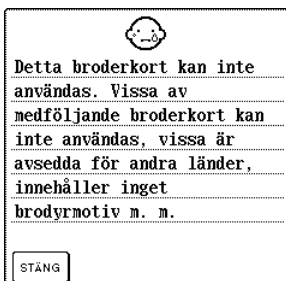 Detta broderkort kan inte
användas. Vissa av
medföljande broderkort kan
inte användas, vissa är
avsedda för andra länder,
innehåller inget
brodyrmotiv m. m.
STÄNG